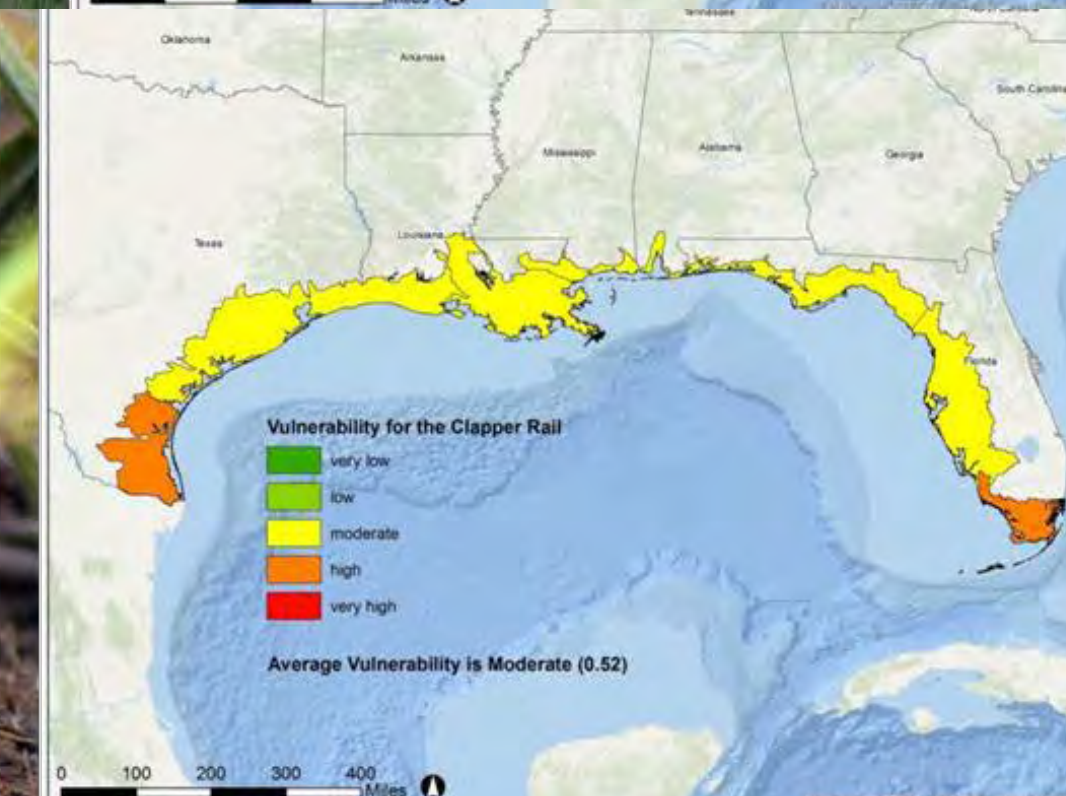 Miles
Tennessee
Oklahoma
Arkansas
South Carolina
Mississippi
Alabama
Georgia
Louisiana
Texas
Florida
Vulnerability for the Clapper Rail
very low
low
moderate
high
very high
Average Vulnerability is Moderate (0.52)
0 100 200 300 400
Miles